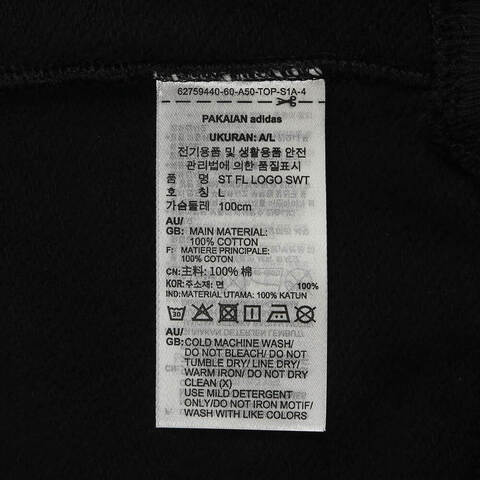 62759440-60-A50-TOP-S1A-4
PAKAIAN adidas
UKURAN: A/L
전기용품 및 생활용품 안전
관리법에 의한 품질표시
품 명 ST FL LOGO SWT
호 칭 L
가슴둘레 100cm
AU/
GB: MAIN MATERIAL:
100% COTTON
F: MATIERE PRINCIPALE:
100% COTON
CN:主料: 100% 棉
KOR:주소재: 면 100%
IND:MATERIAL UTAMA: 100% KATUN
30
AU/
GB:COLD MACHINE WASH/
DO NOT BLEACH/DO NOT
TUMBLE DRY/ LINE DRY/
WARM IRON/ DO NOT DRY
CLEAN (X)
USE MILD DETERGENT
ONLY/DO NOT IRON MOTIF/
WASH WITH LIKE COLORS